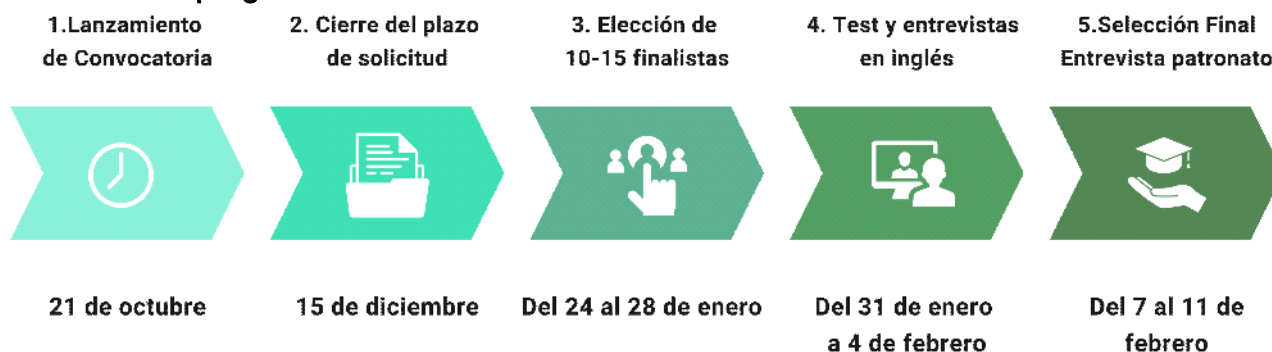 1.Lanzamiento
de Convocatoria
2. Cierre del plazo
de solicitud
3. Elección de
10-15 finalistas
4. Test y entrevistas
en inglés
5.Selección Final
Entrevista patronato
21 de octubre
15 de diciembre
Del 24 al 28 de enero
Del 31 de enero
a 4 de febrero
Del 7 al 11 de
febrero